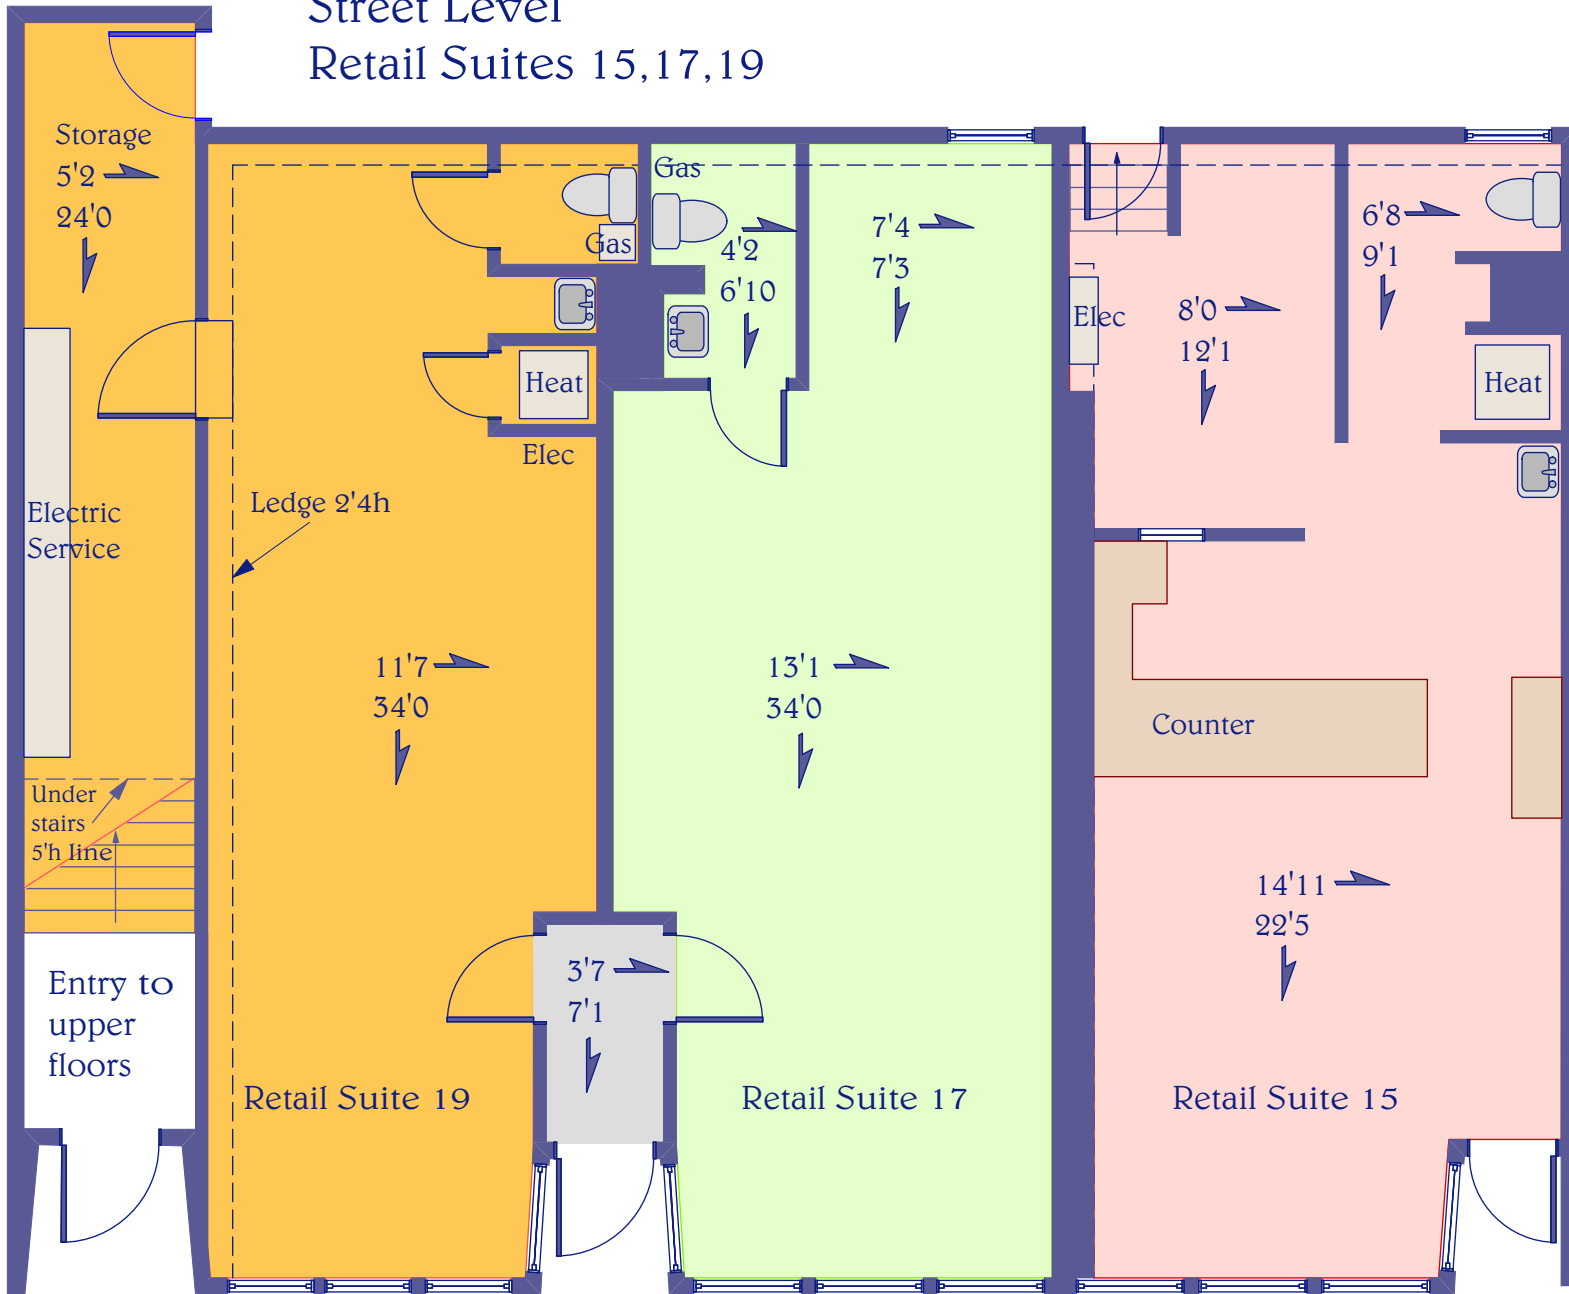 Street Level
Retail Suites 15,17,19
Storage
5'2
24'0
Gas
Gas
4'2
6'10
7'4
7'3
Elec
8'0
12'1
6'8
9'1
Heat
Heat
Elec
Ledge 2'4h
Electric
Service
11'7
34'0
13'1
34'0
Counter
Under
stairs
5'h line
14'11
22'5
3'7
7'1
Entry to
upper
floors
Retail Suite 19
Retail Suite 17
Retail Suite 15